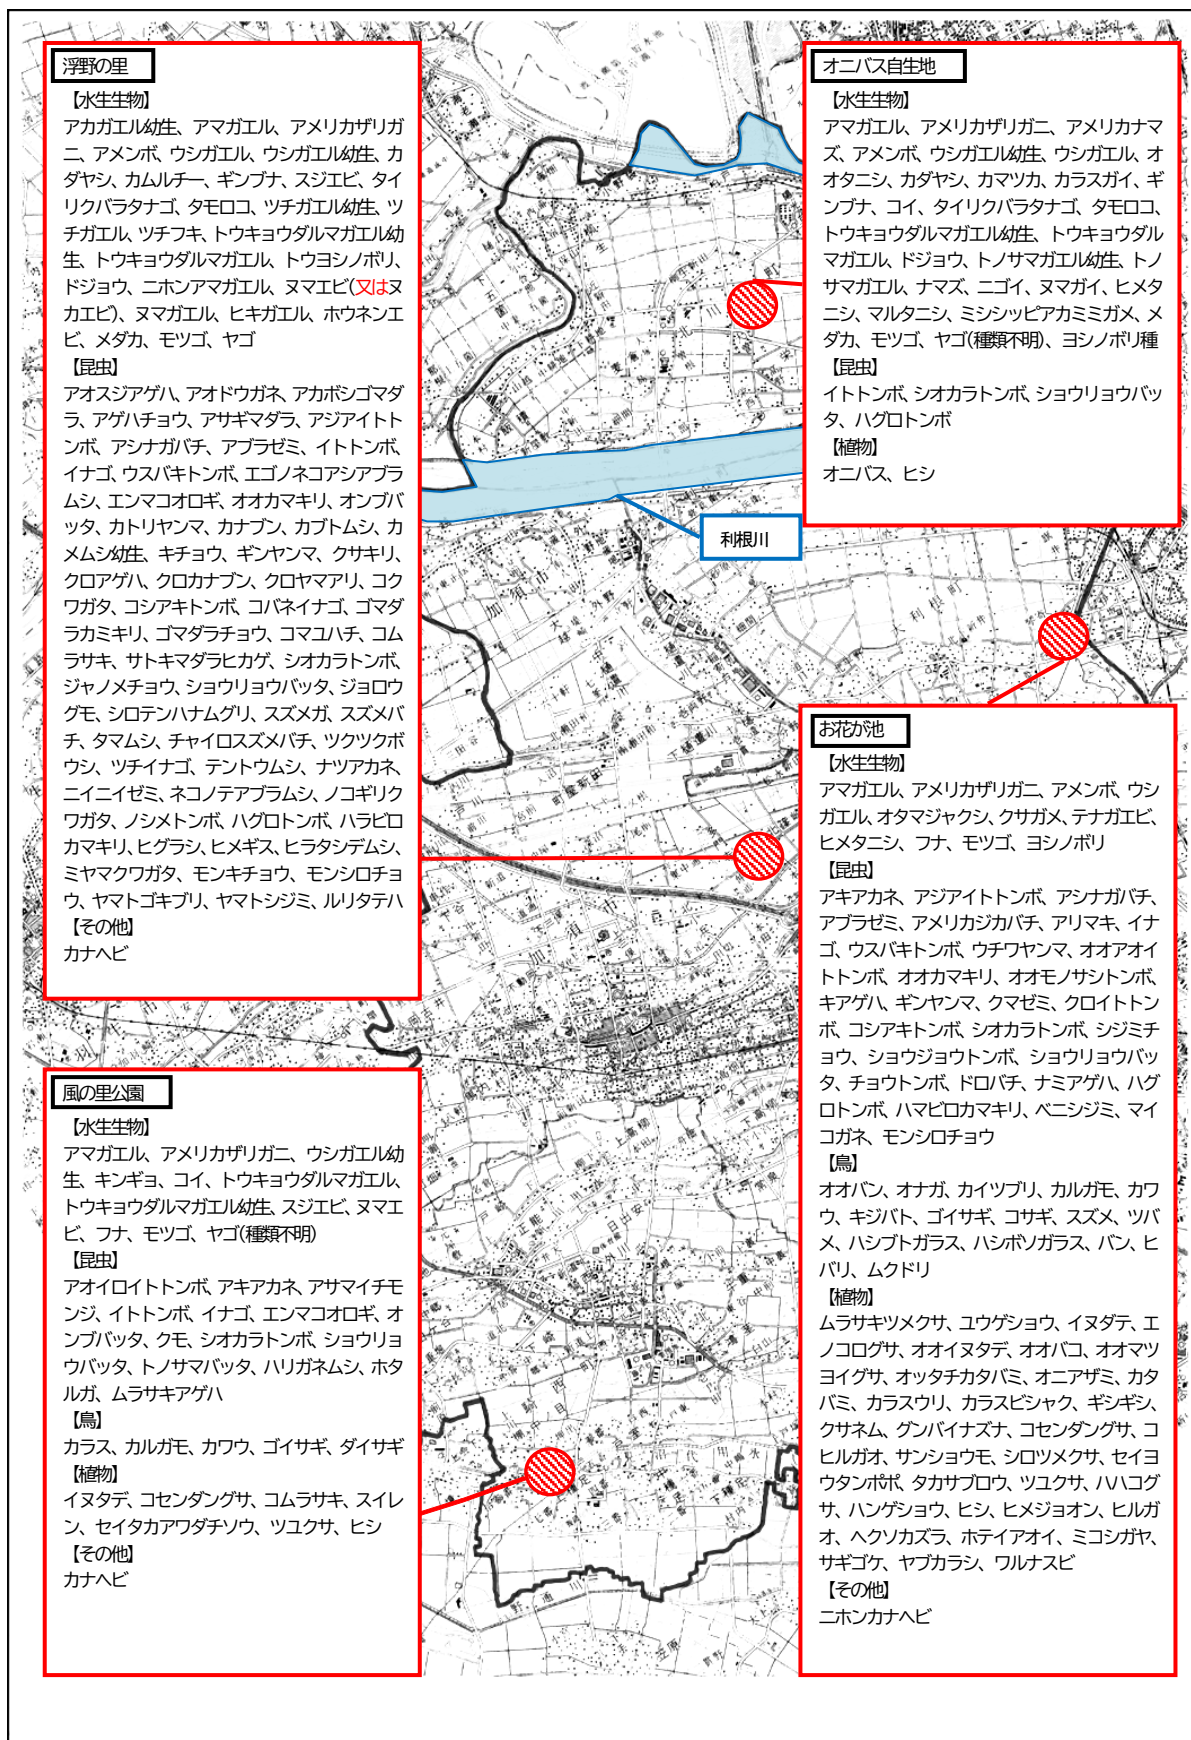 浮野の里
【水生生物】
アカガエル幼生、アマガエル、アメリカザリガ
ニ、アメンボ、ウシガエル、ウシガエル幼生、カ
ダヤシ、カムルチー、ギンブナ、スジエビ、タイ
リクバラタナゴ、タモロコ、ツチガエル幼生、ツ
チガエル、ツチフキ、トウキョウダルマガエル幼
生、トウキョウダルマガエル、トウヨシノボリ、
ドジョウ、ニホンアマガエル、ヌマエビ(又はヌ
カエビ)、ヌマガエル、ヒキガエル、ホウネンエ
ビ、メダカ、モツゴ、ヤゴ
【昆虫】
アオスジアゲハ、アオドウガネ、アカボシゴマダ
ラ、アゲハチョウ、アサギマダラ、アジアイトト
ンボ、アシナガバチ、アブラゼミ、イトトンボ、
イナゴ、ウスバキトンボ、エゴノネコアシアブラ
ムシ、エンマコオロギ、オオカマキリ、オンブバ
ッタ、カトリヤンマ、カナブン、カブトムシ、カ
メムシ幼生、キチョウ、ギンヤンマ、クサキリ、
クロアゲハ、クロカナブン、クロヤマアリ、コク
ワガタ、コシアキトンボ、コバネイナゴ、ゴマダ
ラカミキリ、ゴマダラチョウ、コマユハチ、コム
ラサキ、サトキマダラヒカゲ、シオカラトンボ、
ジャノメチョウ、ショウリョウバッタ、ジョロウ
グモ、シロテンハナムグリ、スズメガ、スズメバ
チ、タマムシ、チャイロスズメバチ、ツクツクボ
ウシ、ツチイナゴ、テントウムシ、ナツアカネ、
ニイニイゼミ、ネコノテアブラムシ、ノコギリク
ワガタ、ノシメトンボ、ハグロトンボ、ハラビロ
カマキリ、ヒグラシ、ヒメギス、ヒラタシデムシ、
ミヤマクワガタ、モンキチョウ、モンシロチョ
ウ、ヤマトゴキブリ、ヤマトシジミ、ルリタテハ
【その他】
カナヘビ
オニバス自生地
【水生生物】
アマガエル、アメリカザリガニ、アメリカナマ
ズ、アメンボ、ウシガエル幼生、ウシガエル、オ
オタニシ、カダヤシ、カマツカ、カラスガイ、ギ
ンブナ、コイ、タイリクバラタナゴ、タモロコ、
トウキョウダルマガエル幼生、トウキョウダル
マガエル、ドジョウ、トノサマガエル幼生、トノ
サマガエル、ナマズ、ニゴイ、ヌマガイ、ヒメタ
ニシ、マルタニシ、ミシシッピアカミミガメ、メ
ダカ、モツゴ、ヤゴ(種類不明)、ヨシノボリ種
【昆虫】
イトトンボ、シオカラトンボ、ショウリョウバッ
タ、ハグロトンボ
【植物】
オニバス、ヒシ
利根川
お花が池
【水生生物】
アマガエル、アメリカザリガニ、アメンボ、ウシ
ガエル、オタマジャクシ、クサガメ、テナガエビ、
ヒメタニシ、フナ、モツゴ、ヨシノボリ
【昆虫】
アキアカネ、アジアイトトンボ、アシナガバチ、
アブラゼミ、アメリカジカバチ、アリマキ、イナ
ゴ、ウスバキトンボ、ウチワヤンマ、オオアオイ
トトンボ、オオカマキリ、オオモノサシトンボ、
キアゲハ、ギンヤンマ、クマゼミ、クロイトトン
ボ、コシアキトンボ、シオカラトンボ、シジミチ
ョウ、ショウジョウトンボ、ショウリョウバッ
タ、チョウトンボ、ドロバチ、ナミアゲハ、ハグ
ロトンボ、ハマビロカマキリ、ベニシジミ、マイ
コガネ、モンシロチョウ
【鳥】
オオバン、オナガ、カイツブリ、カルガモ、カワ
ウ、キジバト、ゴイサギ、コサギ、スズメ、ツバ
メ、ハシブトガラス、ハシボソガラス、バン、ヒ
バリ、ムクドリ
【植物】
ムラサキツメクサ、ユウゲショウ、イヌダテ、エ
ノコログサ、オオイヌタデ、オオバコ、オオマツ
ヨイグサ、オッタチカタバミ、オニアザミ、カタ
バミ、カラスウリ、カラスビシャク、ギシギシ、
クサネム、グンバイナズナ、コセンダングサ、コ
ヒルガオ、サンショウモ、シロツメクサ、セイヨ
ウタンポポ、タカサブロウ、ツユクサ、ハハコグ
サ、ハンゲショウ、ヒシ、ヒメジョオン、ヒルガ
オ、ヘクソカズラ、ホテイアオイ、ミコシガヤ、
サギゴケ、ヤブカラシ、ワルナスビ
【その他】
ニホンカナヘビ
風の里公園
【水生生物】
アマガエル、アメリカザリガニ、ウシガエル幼
生、キンギョ、コイ、トウキョウダルマガエル、
トウキョウダルマガエル幼生、スジエビ、ヌマエ
ビ、フナ、モツゴ、ヤゴ(種類不明)
【昆虫】
アオイロイトトンボ、アキアカネ、アサマイチモ
ンジ、イトトンボ、イナゴ、エンマコオロギ、オ
ンブバッタ、クモ、シオカラトンボ、ショウリョ
ウバッタ、トノサマバッタ、ハリガネムシ、ホタ
ルガ、ムラサキアゲハ
【鳥】
カラス、カルガモ、カワウ、ゴイサギ、ダイサギ
【植物】
イヌタデ、コセンダングサ、コムラサキ、スイレ
ン、セイタカアワダチソウ、ツユクサ、ヒシ
【その他】
カナヘビ